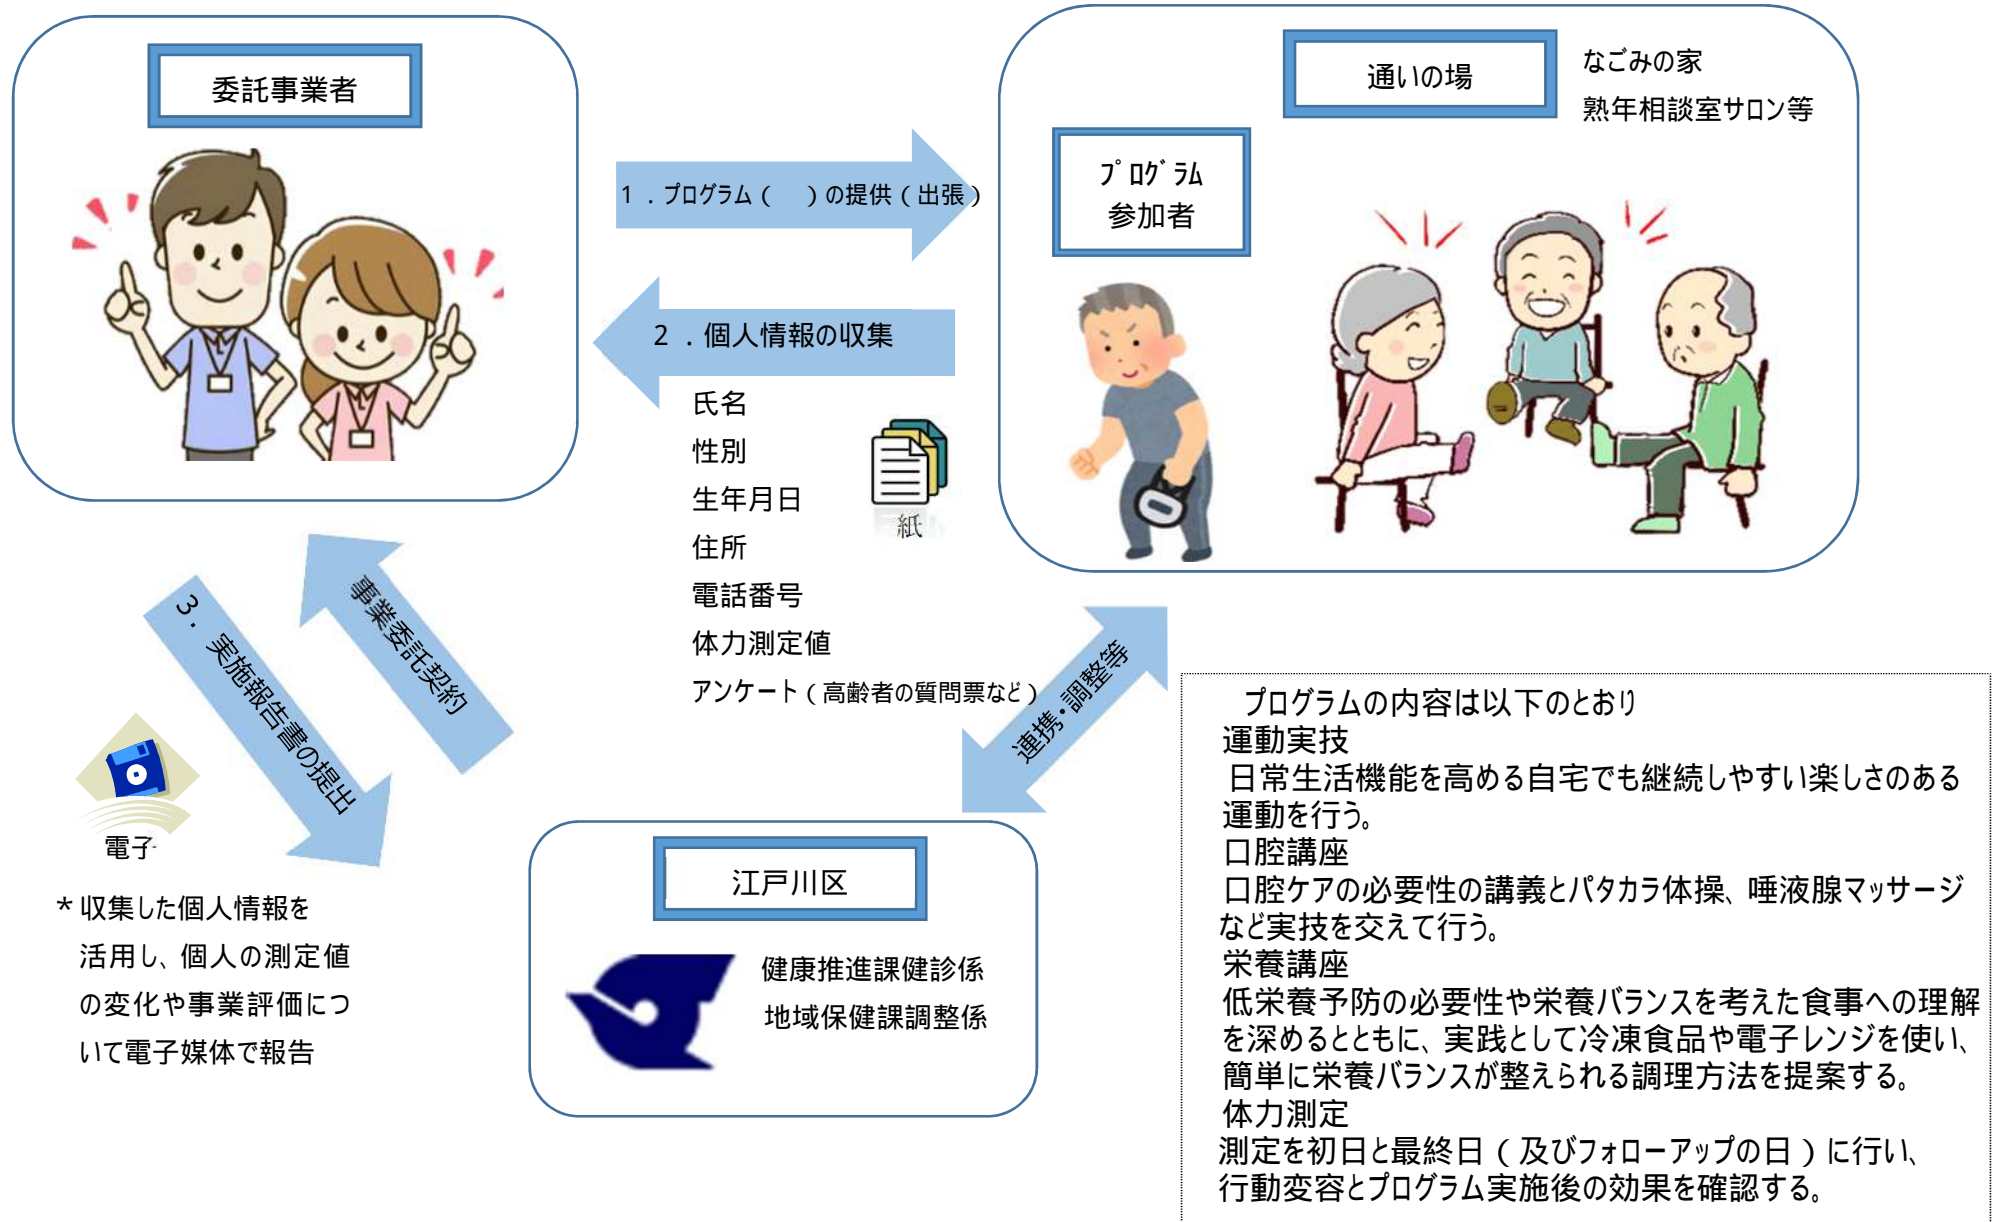 委託事業者
通いの場
なごみの家
熟年相談室サロン等
プログラム
参加者
1．プログラム（　）の提供（出張）
2．個人情報の収集
氏名
性別
生年月日
住所
電話番号
体力測定値
アンケート（高齢者の質問票など）
紙
事業委託契約
3．実施報告書の提出
電子
連携・調整等
*収集した個人情報を
活用し、個人の測定値
の変化や事業評価につ
いて電子媒体で報告
江戸川区
健康推進課健診係
地域保健課調整係
プログラムの内容は以下のとおり
運動実技
日常生活機能を高める自宅でも継続しやすい楽しさのある
運動を行う。
口腔講座
口腔ケアの必要性の講義とパタカラ体操、唾液腺マッサージ
など実技を交えて行う。
栄養講座
低栄養予防の必要性や栄養バランスを考えた食事への理解
を深めるとともに、実践として冷凍食品や電子レンジを使い、
簡単に栄養バランスが整えられる調理方法を提案する。
体力測定
測定を初日と最終日（及びフォローアップの日）に行い、
行動変容とプログラム実施後の効果を確認する。